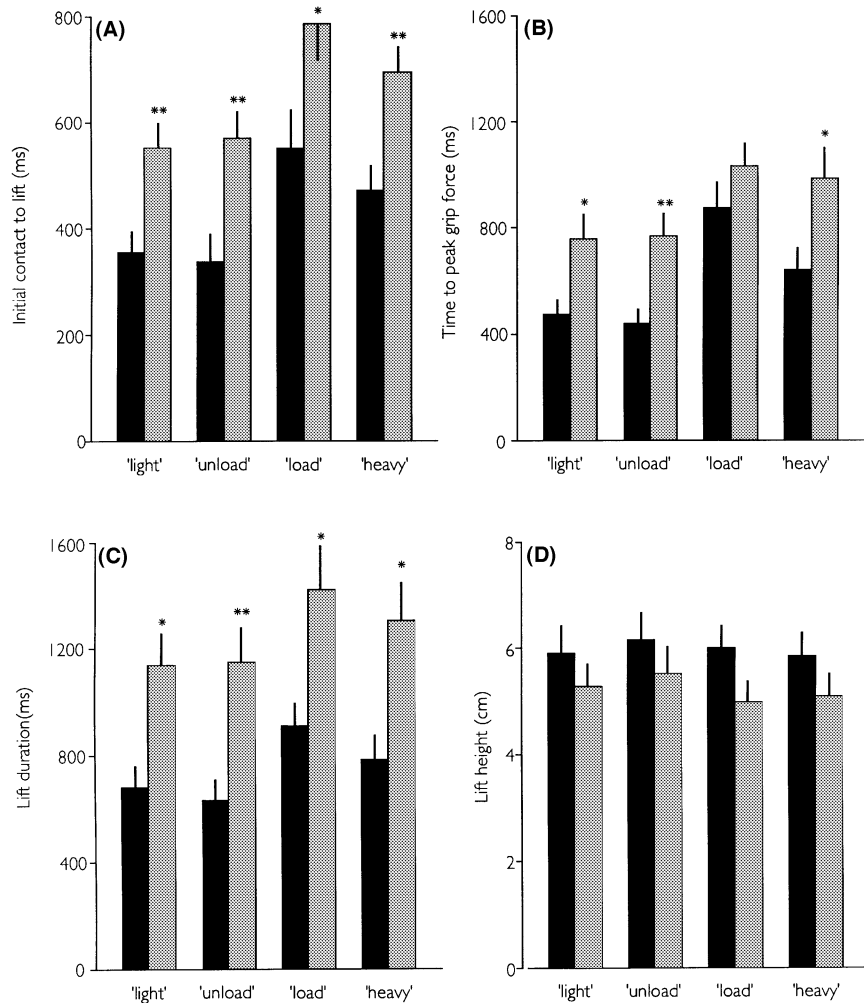 (A)
Initial contact to lift (ms)
800
600
400
200
0
**
**
*
**
'light' 'unload' 'load' 'heavy'
(B)
Time to peak grip force (ms)
1600
1200
800
400
0
*
**
*
'light' 'unload' 'load' 'heavy'
(C)
Lift duration(ms)
1600
1200
800
400
0
*
**
*
*
'light' 'unload' 'load' 'heavy'
(D)
Lift height (cm)
8
6
4
2
0
'light' 'unload' 'load' 'heavy'